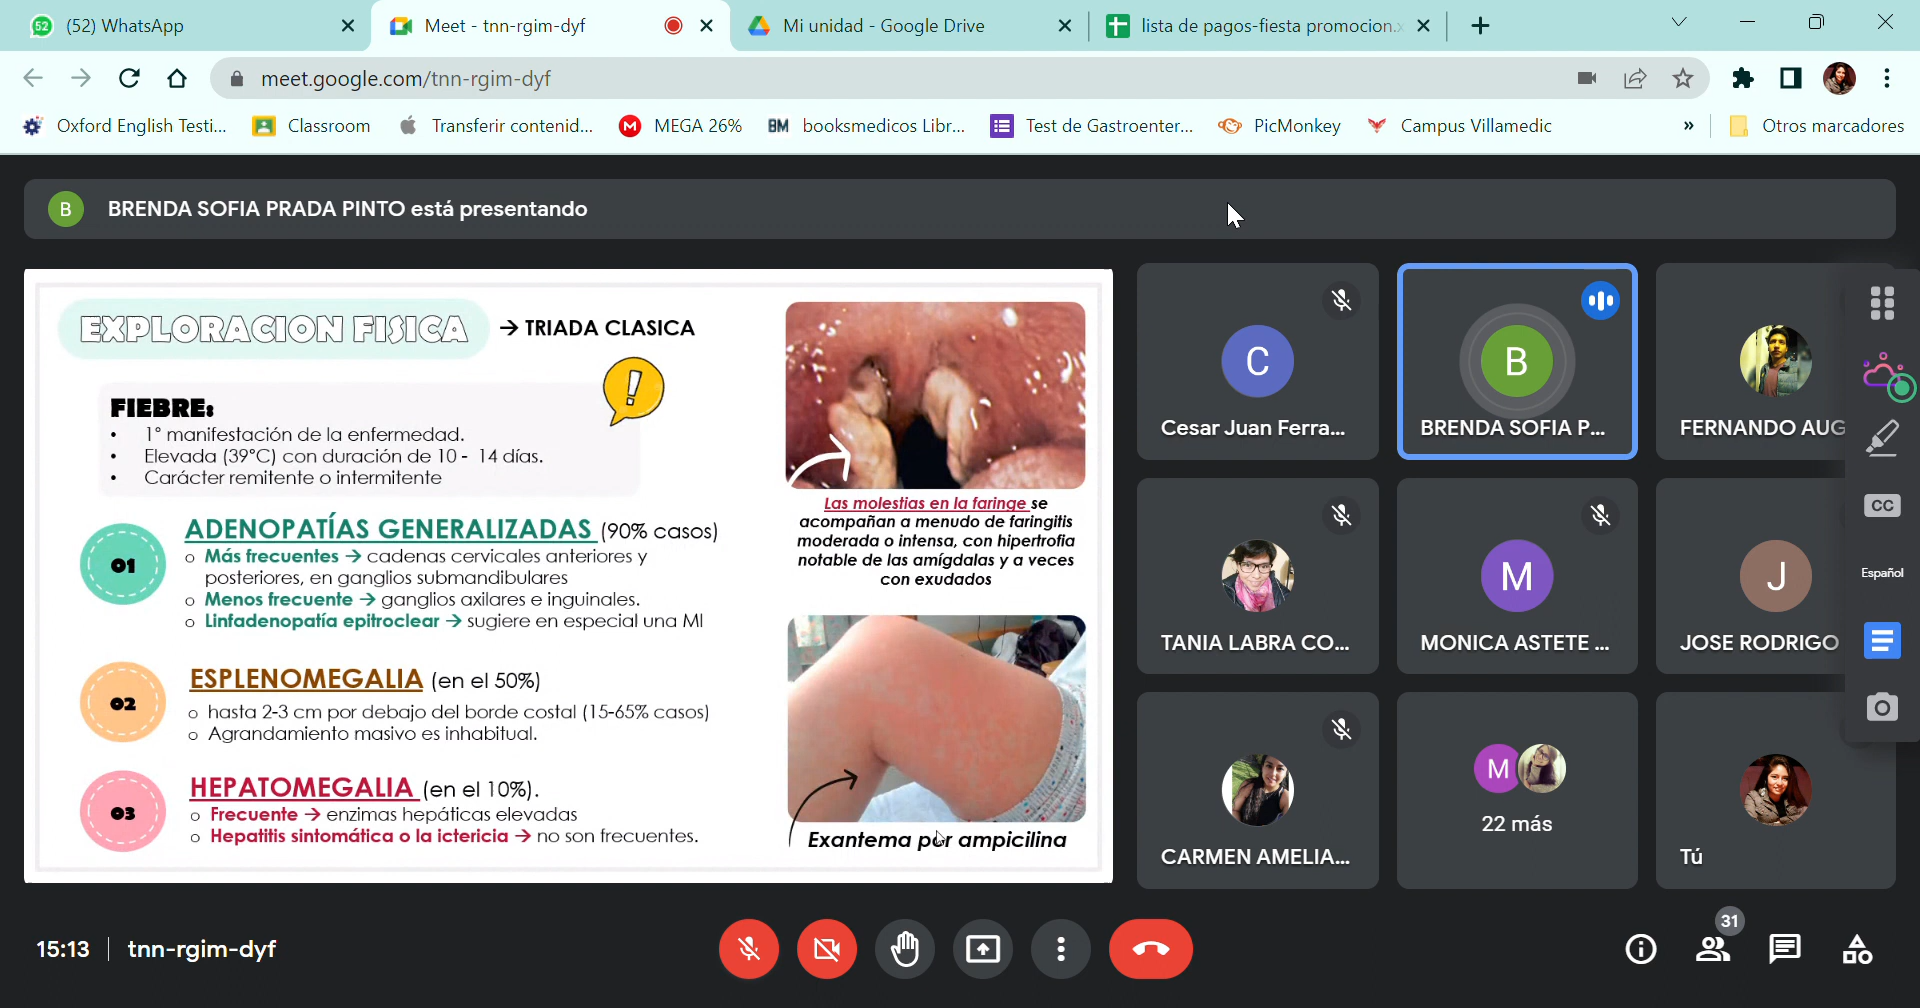 52
(52) WhatsApp
Meet - tnn-rgim-dyf
Mi unidad - Google Drive
lista de pagos-fiesta promocion.x
meet.google.com/tnn-rgim-dyf
Oxford English Testi...
Classroom
Transferir contenid...
M
MEGA 26%
BM
booksmedicos Libr...
Test de Gastroenter...
PicMonkey
Campus Villamedic
»
Otros marcadores
B
BRENDA SOFIA PRADA PINTO está presentando
EXPLORACION FISICA
→ TRIADA CLASICA
!
FIEBRE:
• 1° manifestación de la enfermedad.
• Elevada (39°C) con duración de 10 - 14 días.
• Carácter remitente o intermitente
01
ADENOPATÍAS GENERALIZADAS (90% casos)
o Más frecuentes → cadenas cervicales anteriores y
posteriores, en ganglios submandibulares
o Menos frecuente → ganglios axilares e inguinales.
o Linfadenopatía epitroclear → sugiere en especial una MI
02
ESPLENOMEGALIA (en el 50%)
o hasta 2-3 cm por debajo del borde costal (15-65% casos)
o Agrandamiento masivo es inhabitual.
03
HEPATOMEGALIA (en el 10%).
o Frecuente → enzimas hepáticas elevadas
o Hepatitis sintomática o la ictericia → no son frecuentes.
Las molestias en la faringe se
acompañan a menudo de faringitis
moderada o intensa, con hipertrofia
notable de las amígdalas y a veces
con exudados
Exantema por ampicilina
C
Cesar Juan Ferra...
B
BRENDA SOFIA P...
FERNANDO AUG
TANIA LABRA CO...
M
MONICA ASTETE ...
J
JOSE RODRIGO
CARMEN AMELIA...
M
22 más
Tú
CC
Español
15:13
tnn-rgim-dyf
31